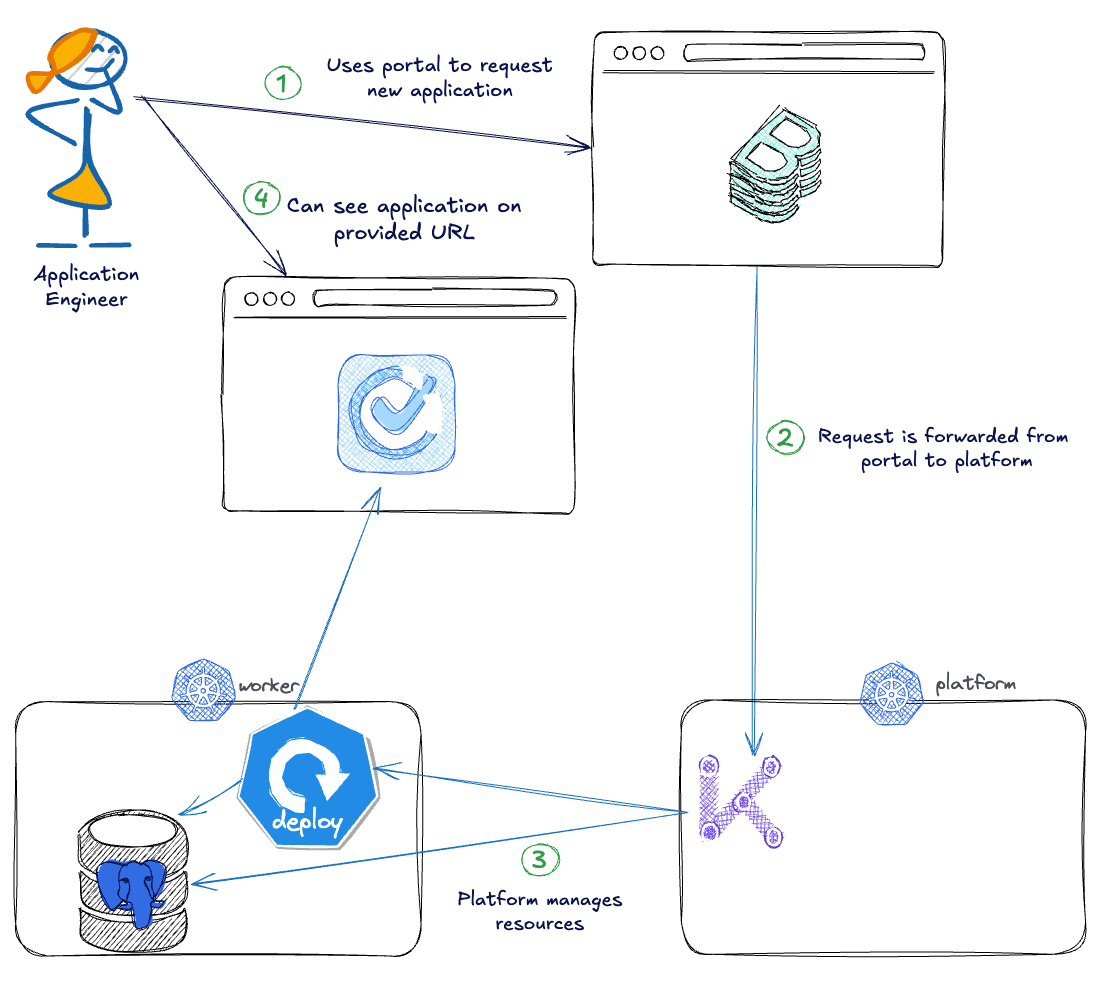 1
Uses portal to request
new application
4
Can see application on
provided URL
Application
Engineer
2
Request is forwarded from
portal to platform
worker
platform
deploy
3
Platform manages
resources